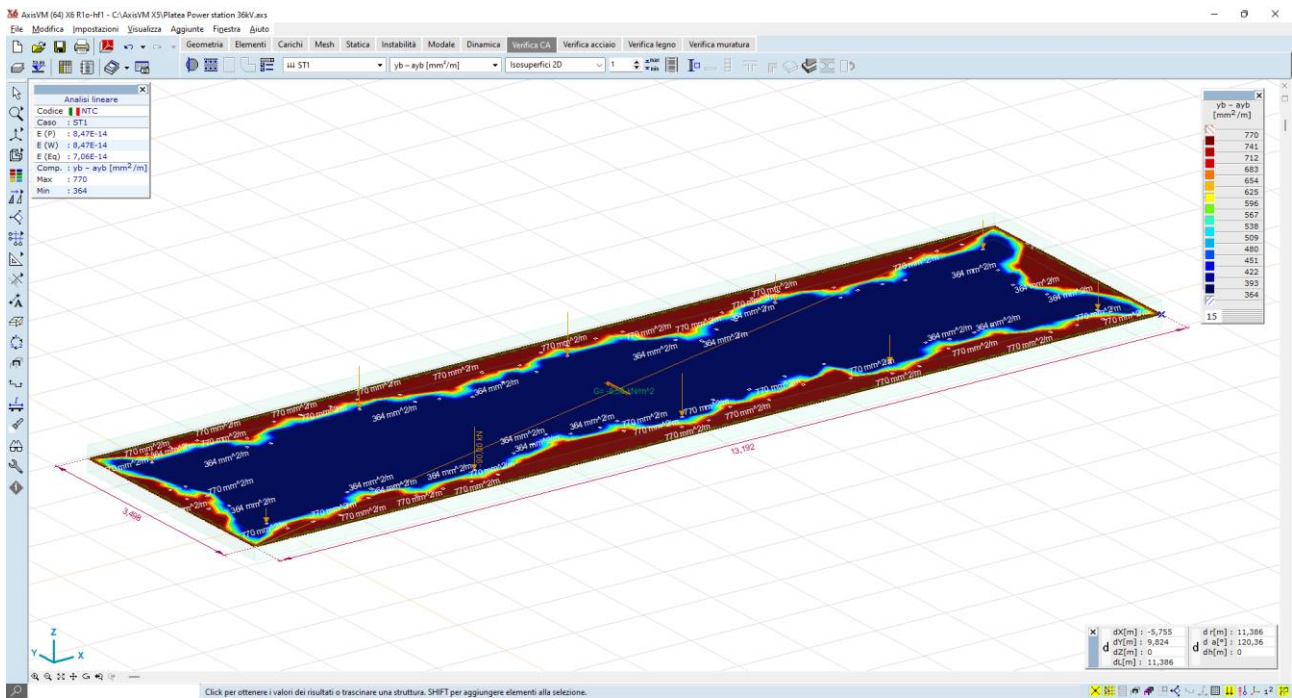 AxisVM (64) X6 R1o-hf1 - C:\AxisVM X5\Platea Power station 36kV.axs
File Modifica Impostazioni Visualizza Aggiunte Finestra Aiuto
Geometria Elementi Carichi Mesh Statica Instabilità Modale Dinamica Verifica CA Verifica acciaio Verifica legno Verifica muratura
ST1 yb – ayb [mm²/m] Isosuperfici 2D 1
Analisi lineare
Codice NTC
Caso : ST1
E (P) : 8,47E-14
E (W) : 8,47E-14
E (Eq) : 7,06E-14
Comp. : yb – ayb [mm²/m]
Max : 770
Min : 364
yb – ayb
[mm²/m]
770
741
712
683
654
625
596
567
538
509
480
451
422
393
364
15
770 mm^2/m
364 mm^2/m
13,192
3,498
Z
Y
X
dX[m] : -5,755
dY[m] : 9,824
dZ[m] : 0
dL[m] : 11,386
d
d r[m] : 11,386
d a[°] : 120,36
dh[m] : 0
d
Click per ottenere i valori dei risultati o trascinare una struttura. SHIFT per aggiungere elementi alla selezione.